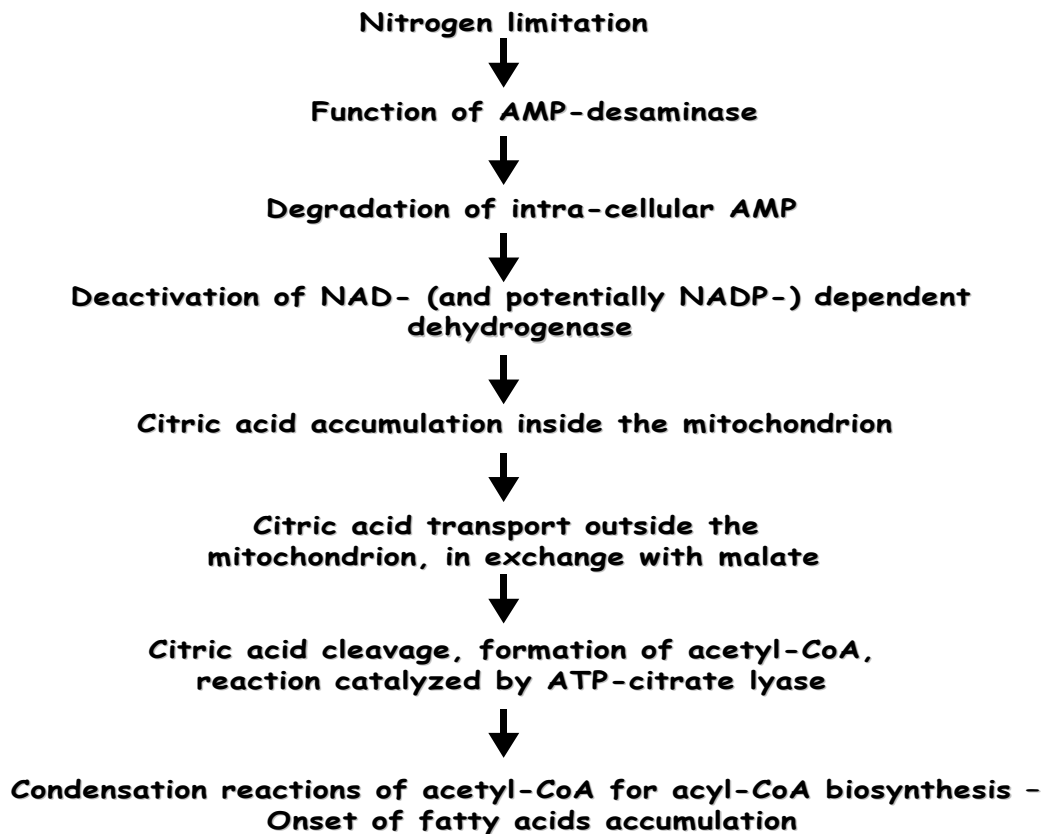 Nitrogen limitation
Function of AMP-desaminase
Degradation of intra-cellular AMP
Deactivation of NAD- (and potentially NADP-) dependent
dehydrogenase
Citric acid accumulation inside the mitochondrion
Citric acid transport outside the
mitochondrion, in exchange with malate
Citric acid cleavage, formation of acetyl-CoA,
reaction catalyzed by ATP-citrate lyase
Condensation reactions of acetyl-CoA for acyl-CoA biosynthesis –
Onset of fatty acids accumulation